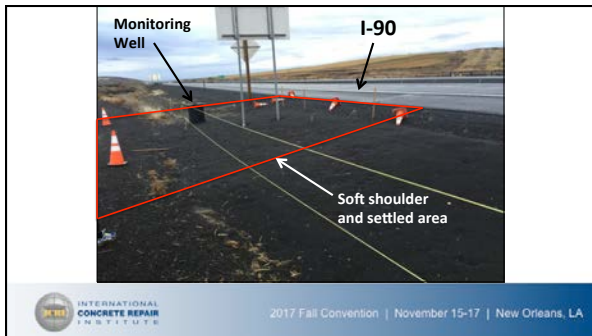 Monitoring
Well
I-90
Soft shoulder
and settled area
INTERNATIONAL
CONCRETE REPAIR
INSTITUTE
2017 Fall Convention | November 15-17 | New Orleans, LA